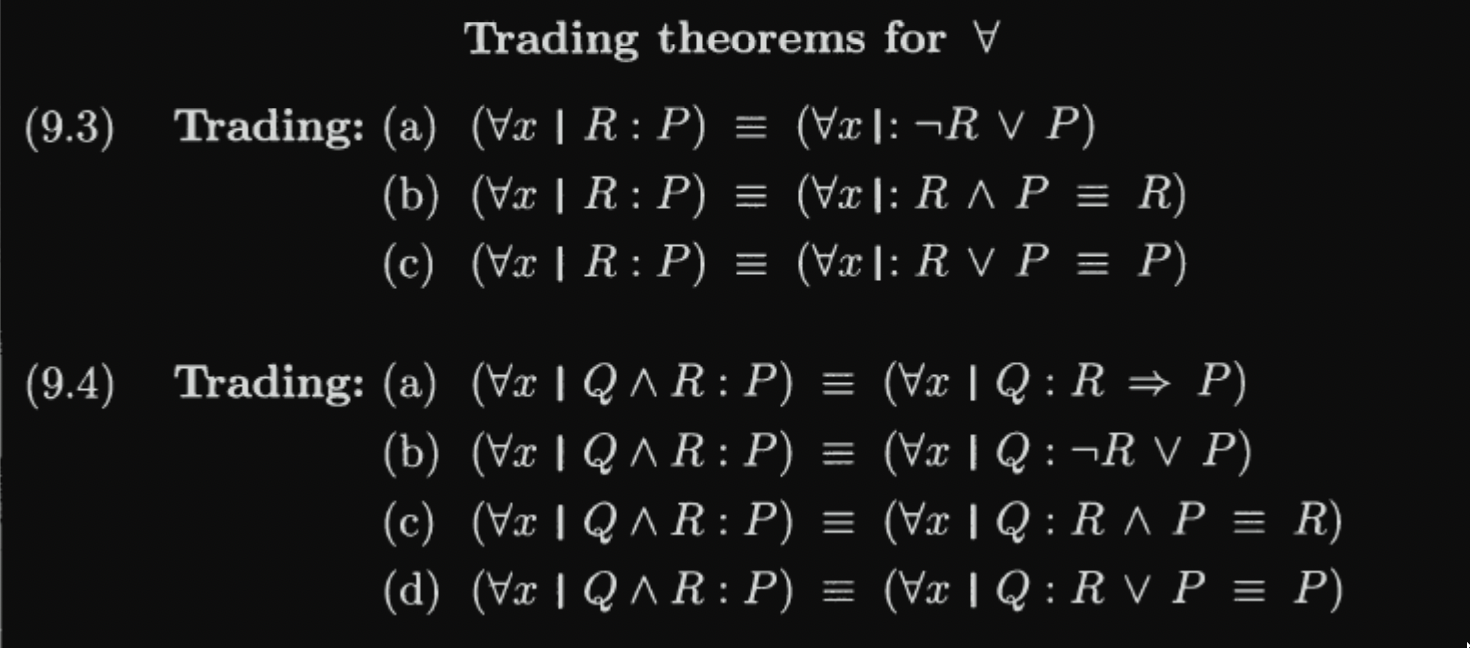 Trading theorems for ∀
(9.3) Trading: (a) (∀x | R : P) ≡ (∀x |: ¬R ∨ P)
(b) (∀x | R : P) ≡ (∀x |: R ∧ P ≡ R)
(c) (∀x | R : P) ≡ (∀x |: R ∨ P ≡ P)
(9.4) Trading: (a) (∀x | Q ∧ R : P) ≡ (∀x | Q : R ⇒ P)
(b) (∀x | Q ∧ R : P) ≡ (∀x | Q : ¬R ∨ P)
(c) (∀x | Q ∧ R : P) ≡ (∀x | Q : R ∧ P ≡ R)
(d) (∀x | Q ∧ R : P) ≡ (∀x | Q : R ∨ P ≡ P)